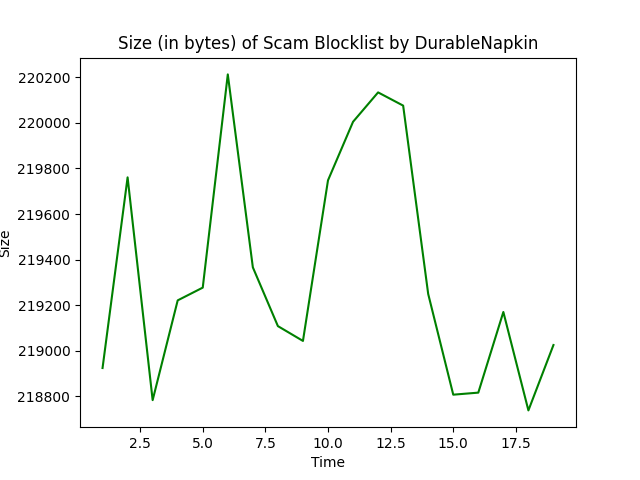 Size (in bytes) of Scam Blocklist by DurableNapkin
220200
220000
219800
219600
219400
219200
219000
218800
Size
2.5 5.0 7.5 10.0 12.5 15.0 17.5
Time